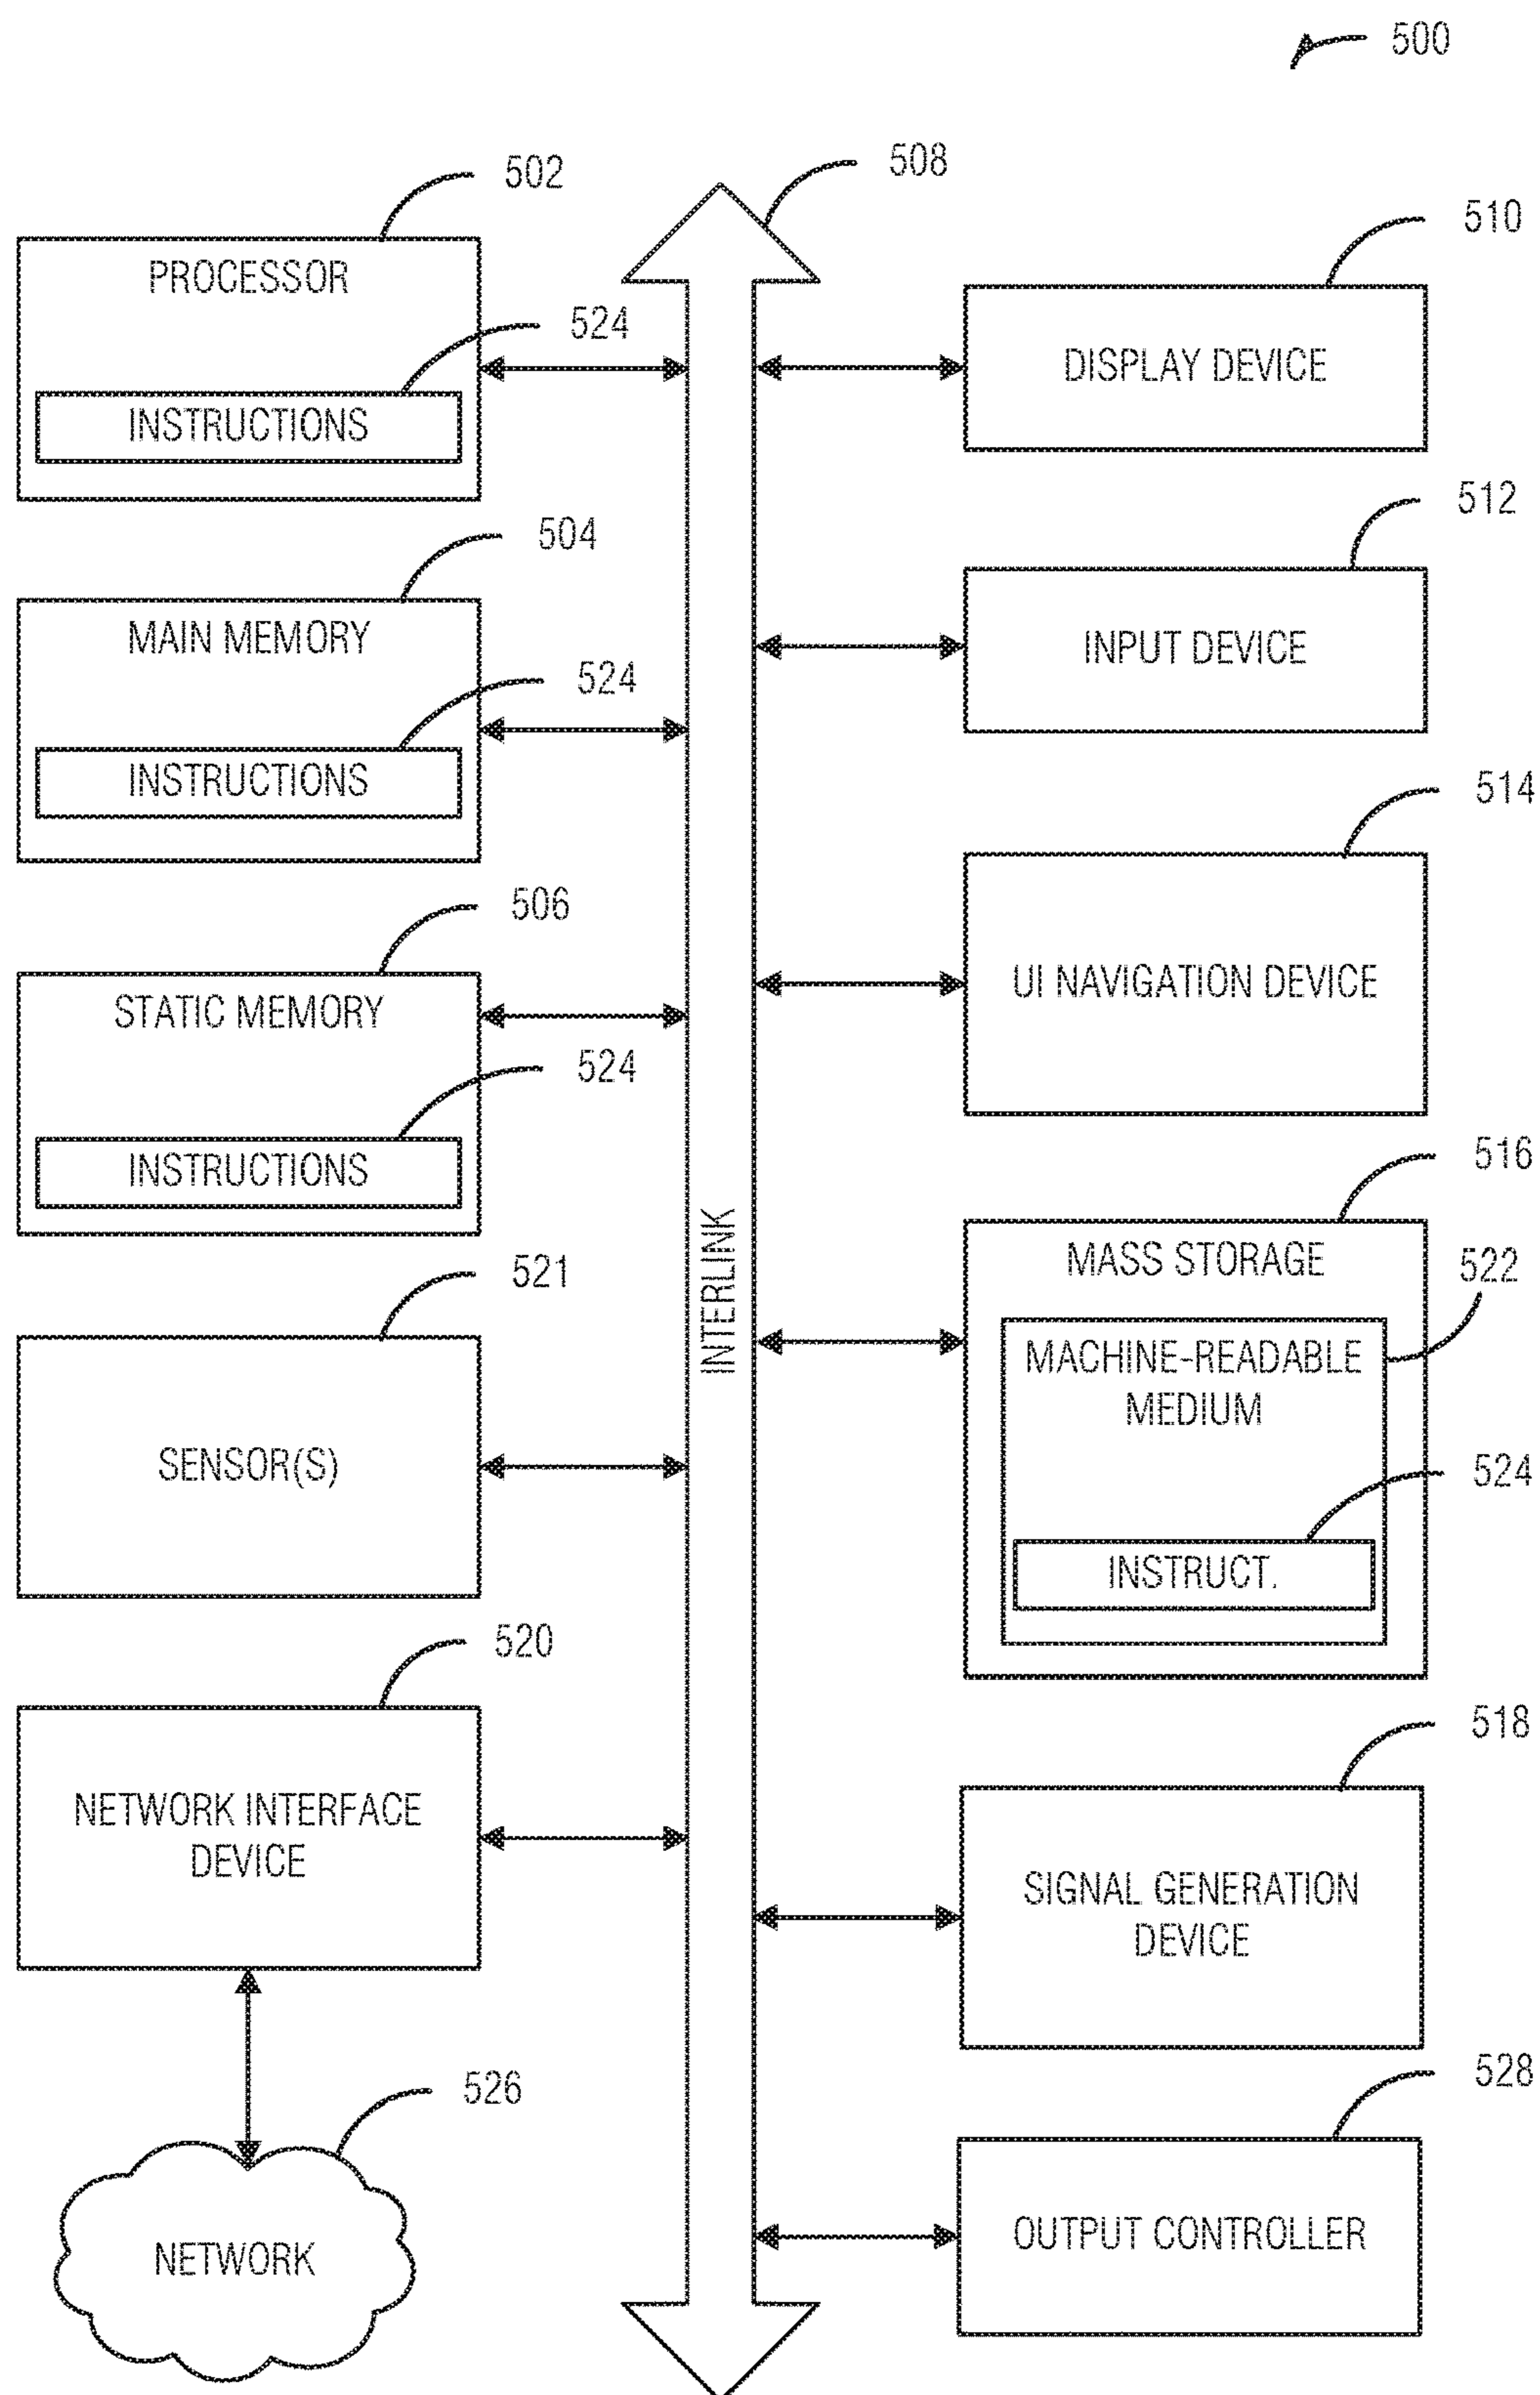 500
502
508
510
PROCESSOR
524
INSTRUCTIONS
DISPLAY DEVICE
504
512
MAIN MEMORY
524
INSTRUCTIONS
INPUT DEVICE
506
514
STATIC MEMORY
524
INSTRUCTIONS
UI NAVIGATION DEVICE
INTERLINK
521
516
SENSOR(S)
MASS STORAGE
522
MACHINE-READABLE
MEDIUM
524
INSTRUCT.
520
518
NETWORK INTERFACE
DEVICE
SIGNAL GENERATION
DEVICE
526
528
NETWORK
OUTPUT CONTROLLER